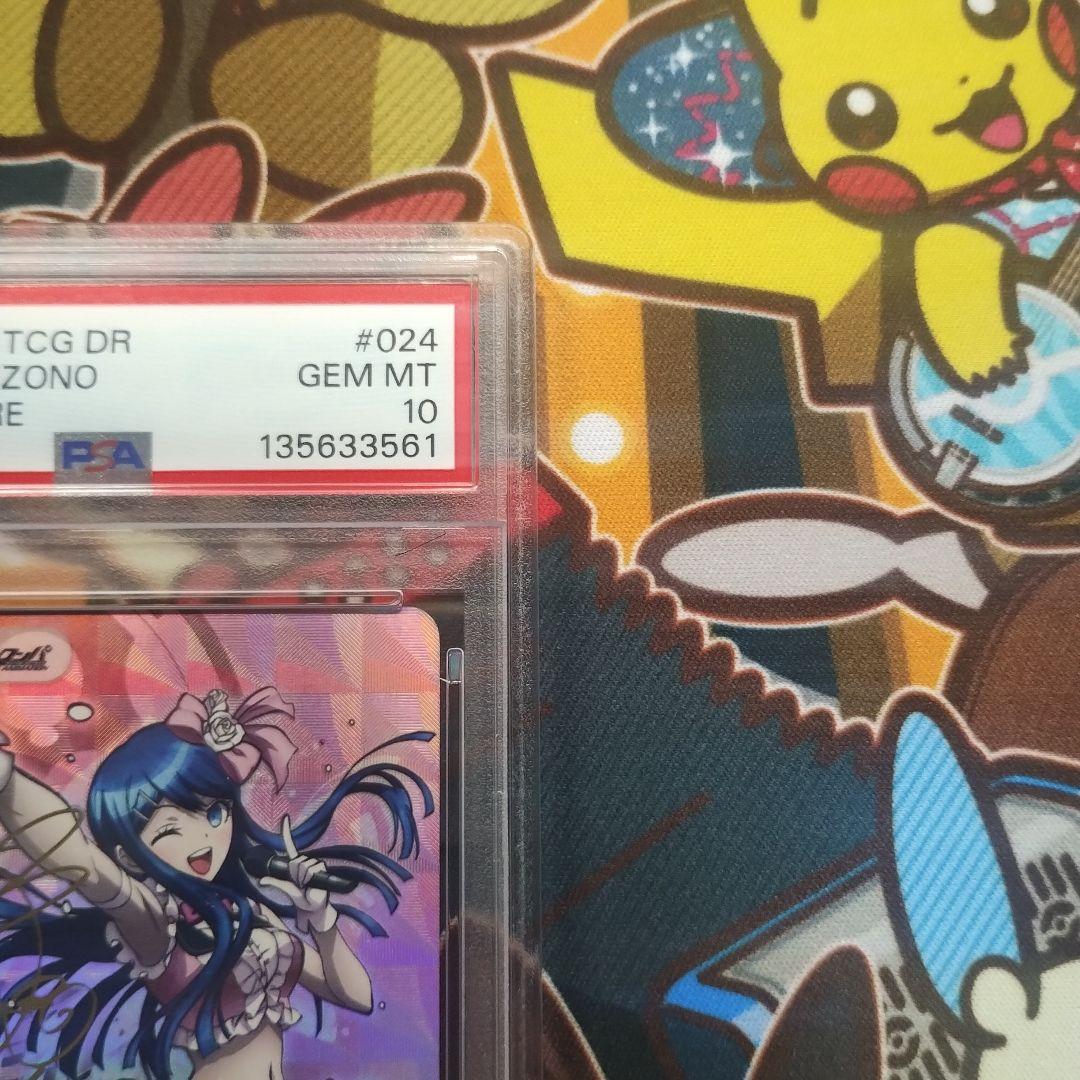 TCG DR #024
ZONO GEM MT
RE 10
PSA 135633561